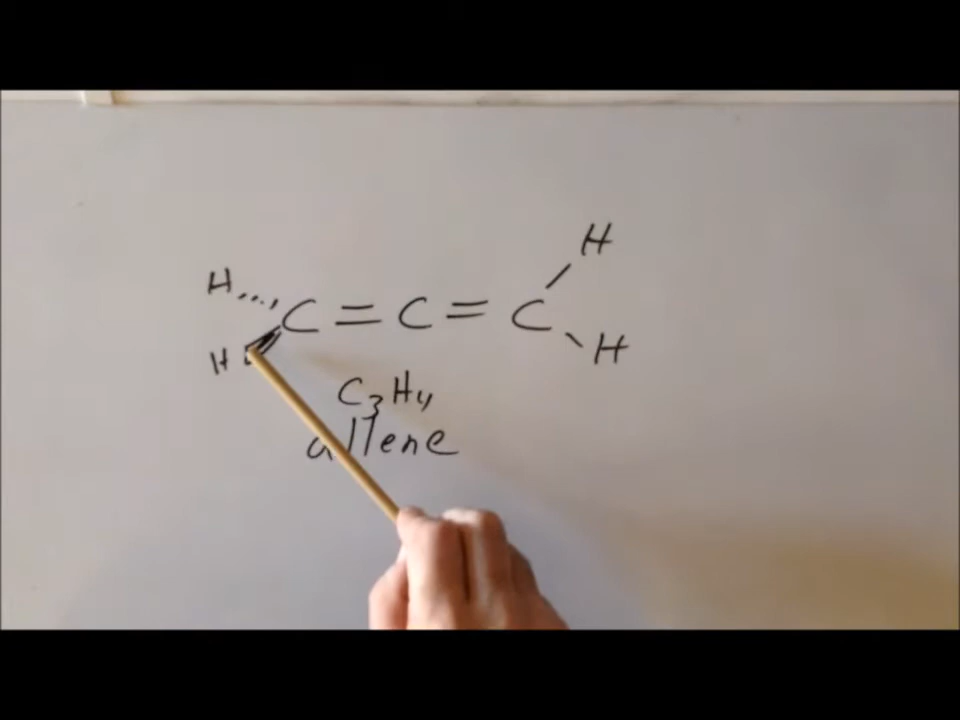 H
H C = C = C H
H H
C₃H₄
allene